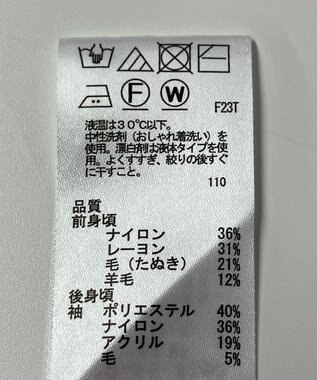 F W F23T
液温は30℃以下。
中性洗剤(おしゃれ着洗い)を
使用。漂白剤は液体タイプを使
用。よくすすぎ、絞りの後すぐ
に干すこと。
110
品質
前身頃
ナイロン 36%
レーヨン 31%
毛(たぬき) 21%
羊毛 12%
後身頃
袖 ポリエステル 40%
ナイロン 36%
アクリル 19%
毛 5%